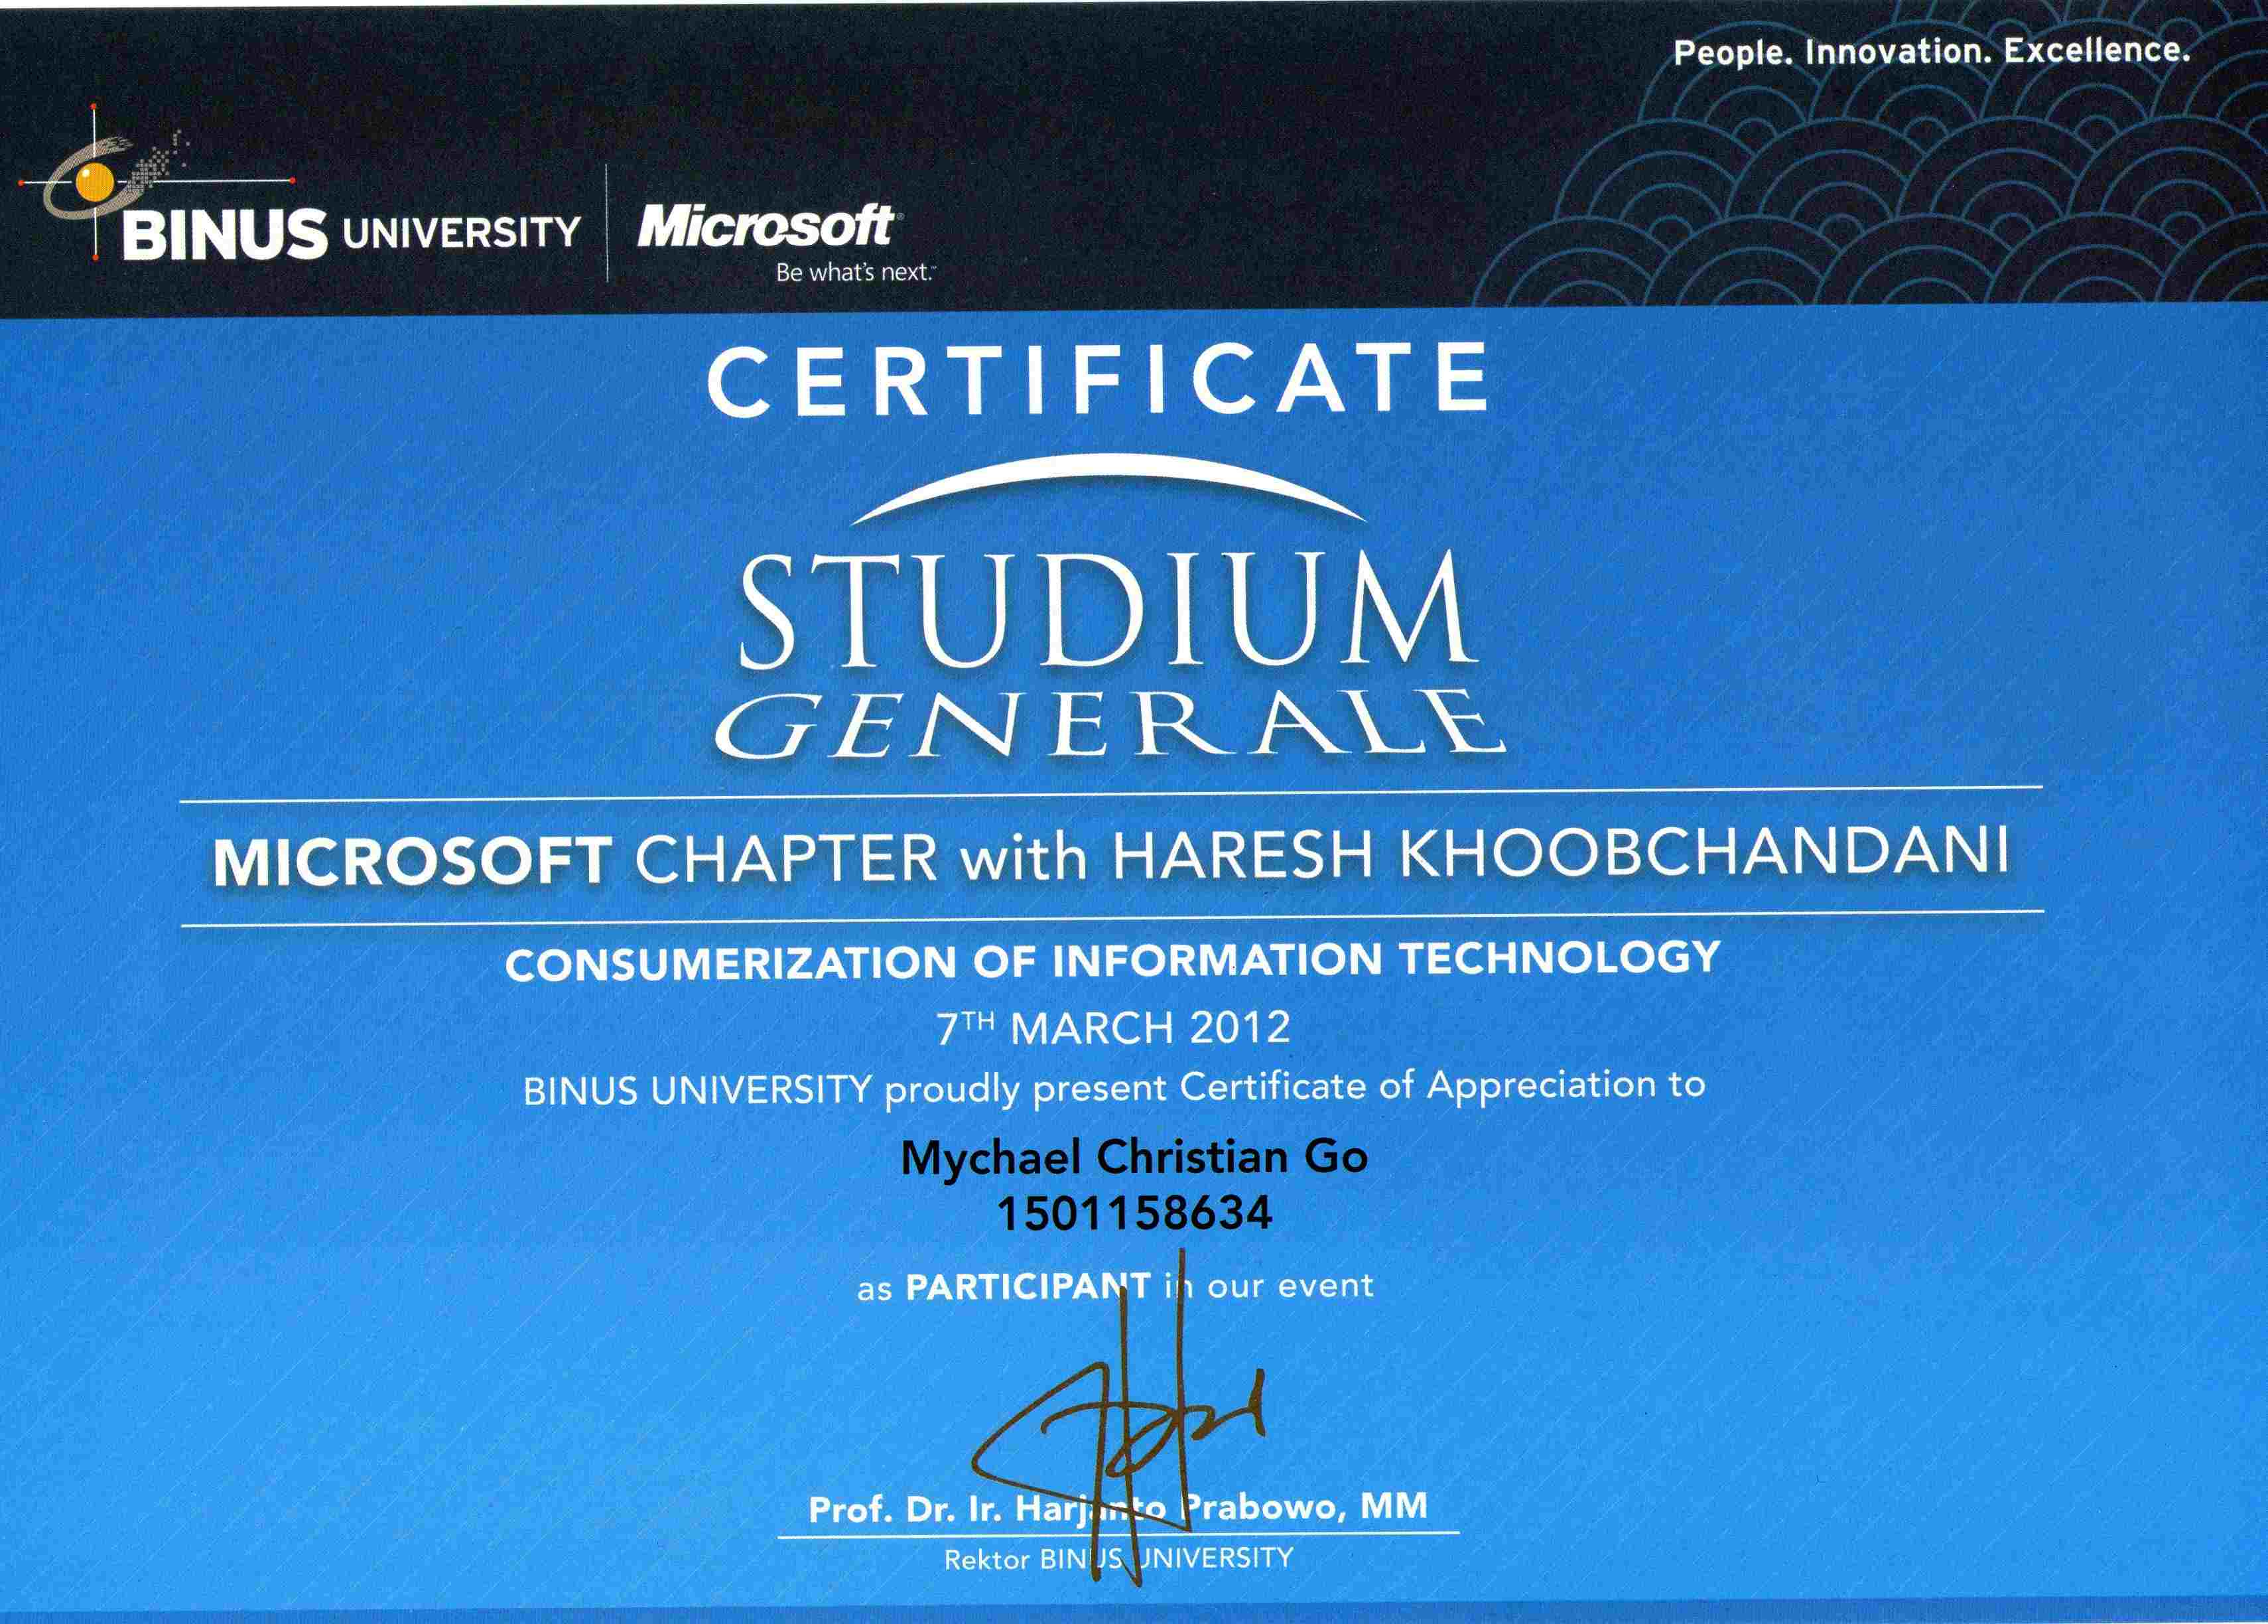 People. Innovation. Excellence.
BINUS UNIVERSITY
Microsoft®
Be what's next.™
CERTIFICATE
STUDIUM
GENERALE
MICROSOFT CHAPTER with HARESH KHOOBCHANDANI
CONSUMERIZATION OF INFORMATION TECHNOLOGY
7TH MARCH 2012
BINUS UNIVERSITY proudly present Certificate of Appreciation to
Mychael Christian Go
1501158634
as PARTICIPANT in our event
Prof. Dr. Ir. Harjanto Prabowo, MM
Rektor BINUS UNIVERSITY